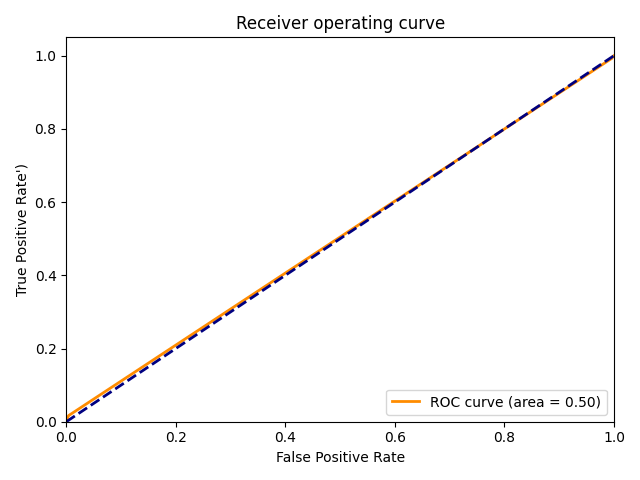 Receiver operating curve
True Positive Rate')
1.0
0.8
0.6
0.4
0.2
0.0
ROC curve (area = 0.50)
0.0 0.2 0.4 0.6 0.8 1.0
False Positive Rate